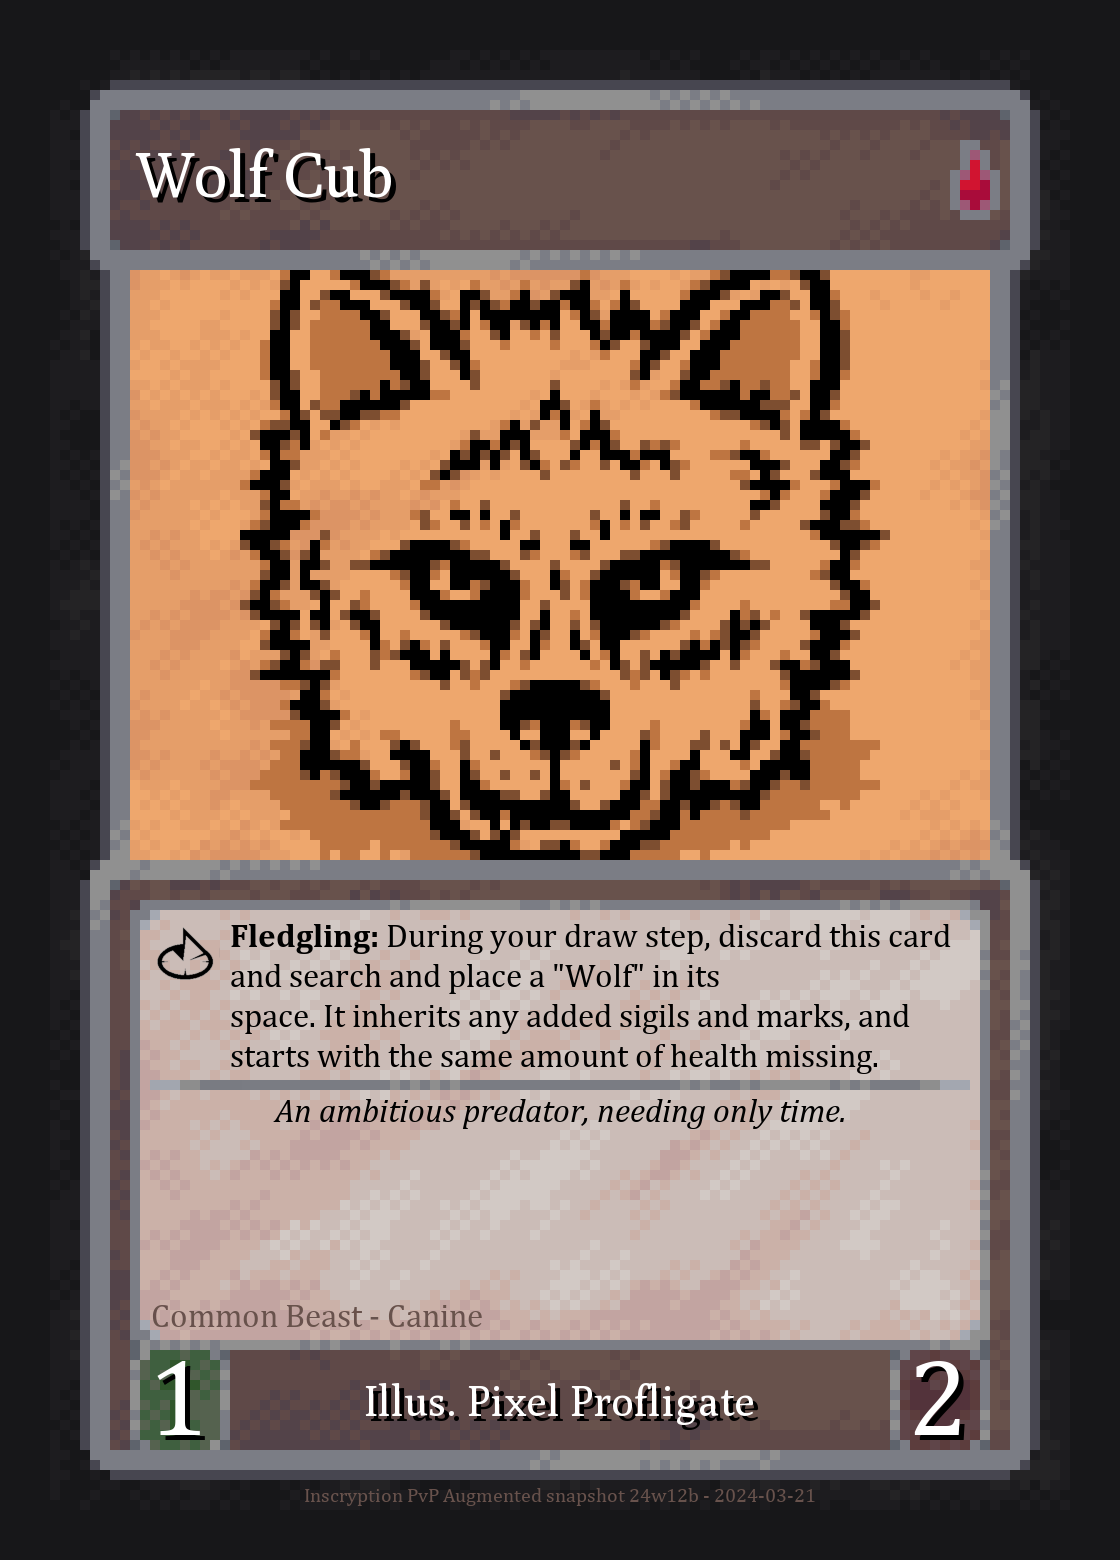 Wolf Cub
Fledgling: During your draw step, discard this card
and search and place a "Wolf" in its
space. It inherits any added sigils and marks, and
starts with the same amount of health missing.
An ambitious predator, needing only time.
Common Beast - Canine
1
Illus. Pixel Profligate
2
Inscryption PvP Augmented snapshot 24w12b - 2024-03-21